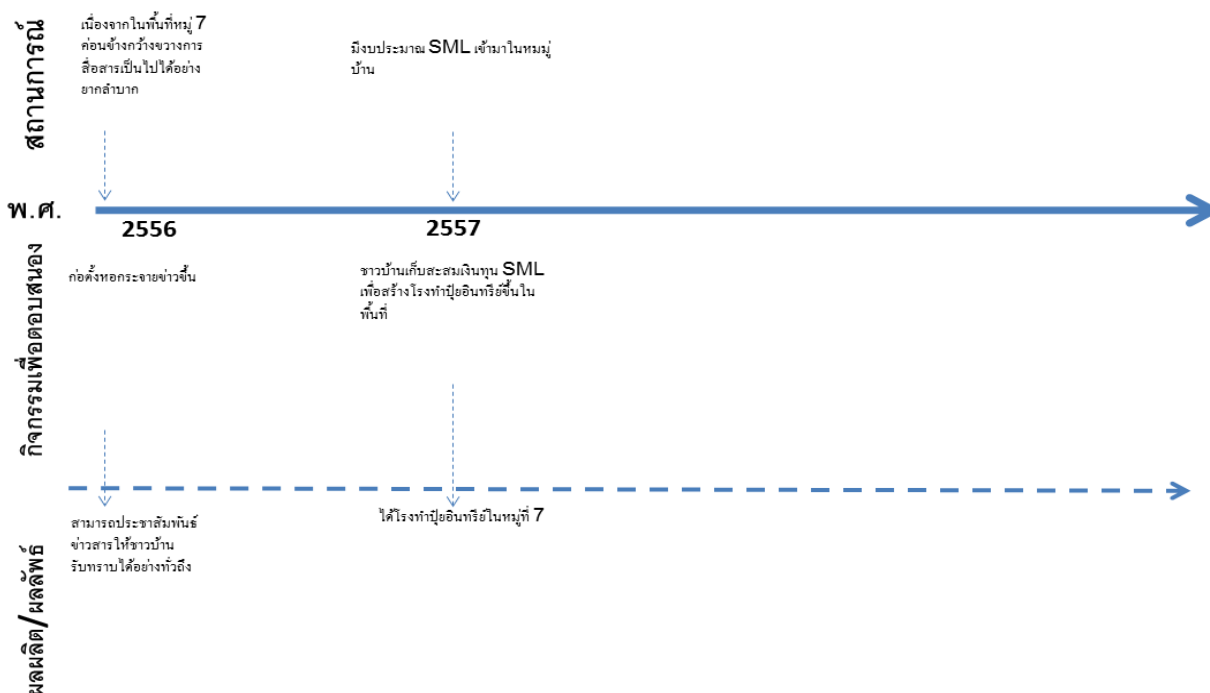 สถานการณ์
เนื่องจากในพื้นที่หมู่ 7
ค่อนข้างกว้างขวางการ
สื่อสารเป็นไปได้อย่าง
ยากลำบาก
มีงบประมาณ SML เข้ามาในหมมู่
บ้าน
พ.ศ.
2556
2557
กิจกรรมเพื่อตอบสนอง
ก่อตั้งหอกระจายข่าวขึ้น
ชาวบ้านเก็บสะสมเงินทุน SML
เพื่อสร้างโรงทำปุ๋ยอินทรีย์ขึ้นใน
พื้นที่
ผลผลิต/ผลลัพธ์
สามารถประชาสัมพันธ์
ข่าวสารให้ชาวบ้าน
รับทราบได้อย่างทั่วถึง
ได้โรงทำปุ๋ยอินทรีย์ในหมู่ที่ 7